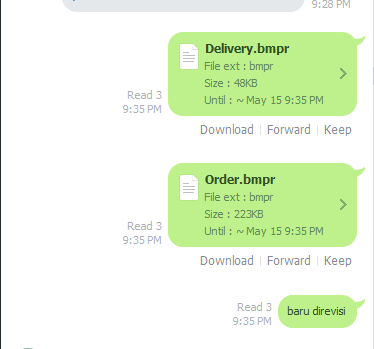 9:28 PM
Delivery.bmpr
File ext : bmpr
Size : 48KB
Until : ~ May 15 9:35 PM
Read 3
9:35 PM
Download | Forward | Keep
Order.bmpr
File ext : bmpr
Size : 223KB
Until : ~ May 15 9:35 PM
Read 3
9:35 PM
Download | Forward | Keep
Read 3
9:35 PM
baru direvisi